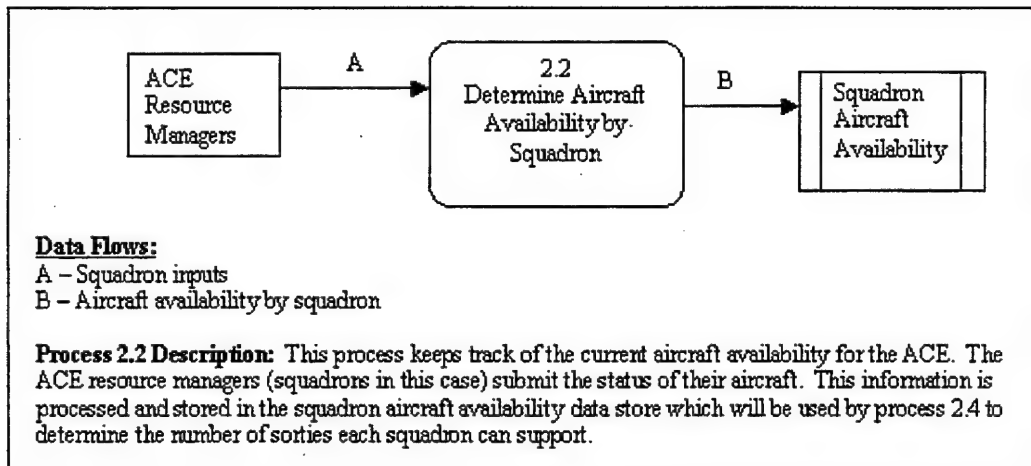 ACE
Resource
Managers
A
2.2
Determine Aircraft
Availability by
Squadron
B
Squadron
Aircraft
Availability
Data Flows:
A – Squadron inputs
B – Aircraft availability by squadron
Process 2.2 Description: This process keeps track of the current aircraft availability for the ACE. The
ACE resource managers (squadrons in this case) submit the status of their aircraft. This information is
processed and stored in the squadron aircraft availability data store which will be used by process 2.4 to
determine the number of sorties each squadron can support.